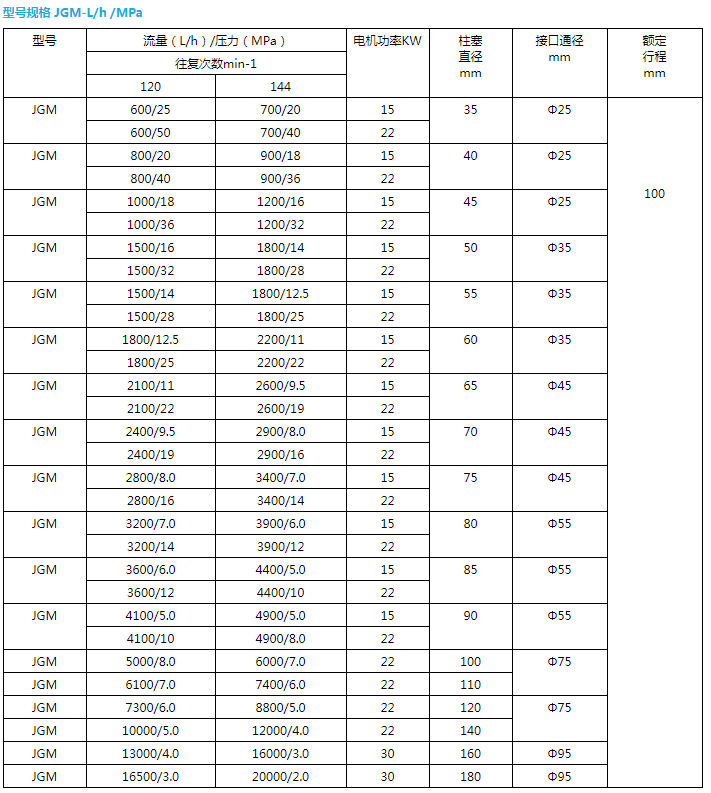 型号规格 JGM-L/h /MPa
型号 流量（L/h）/压力（MPa） 电机功率KW 柱塞直径mm 接口通径mm 额定行程mm
往复次数min-1
120 144
JGM 600/25 700/20 15 35 Φ25 100
600/50 700/40 22
JGM 800/20 900/18 15 40 Φ25
800/40 900/36 22
JGM 1000/18 1200/16 15 45 Φ25
1000/36 1200/32 22
JGM 1500/16 1800/14 15 50 Φ35
1500/32 1800/28 22
JGM 1500/14 1800/12.5 15 55 Φ35
1500/28 1800/25 22
JGM 1800/12.5 2200/11 15 60 Φ35
1800/25 2200/22 22
JGM 2100/11 2600/9.5 15 65 Φ45
2100/22 2600/19 22
JGM 2400/9.5 2900/8.0 15 70 Φ45
2400/19 2900/16 22
JGM 2800/8.0 3400/7.0 15 75 Φ45
2800/16 3400/14 22
JGM 3200/7.0 3900/6.0 15 80 Φ55
3200/14 3900/12 22
JGM 3600/6.0 4400/5.0 15 85 Φ55
3600/12 4400/10 22
JGM 4100/5.0 4900/5.0 15 90 Φ55
4100/10 4900/8.0 22
JGM 5000/8.0 6000/7.0 22 100 Φ75
JGM 6100/7.0 7400/6.0 22 110
JGM 7300/6.0 8800/5.0 22 120 Φ75
JGM 10000/5.0 12000/4.0 22 140
JGM 13000/4.0 16000/3.0 30 160 Φ95
JGM 16500/3.0 20000/2.0 30 180 Φ95